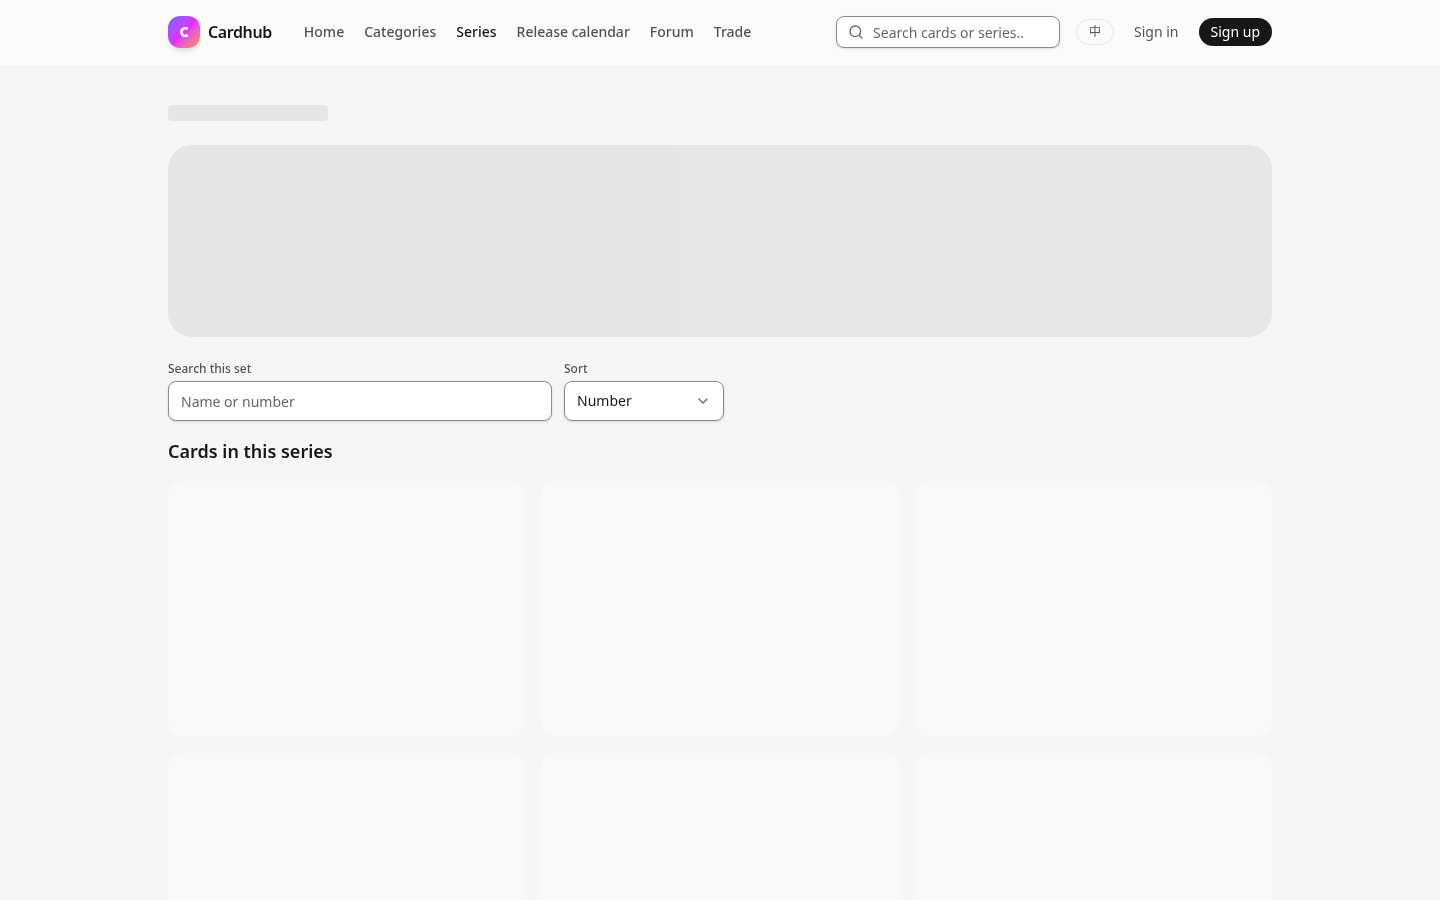 C Cardhub Home Categories Series Release calendar Forum Trade Search cards or series.. 中 Sign in Sign up
Search this set Sort
Name or number Number
Cards in this series